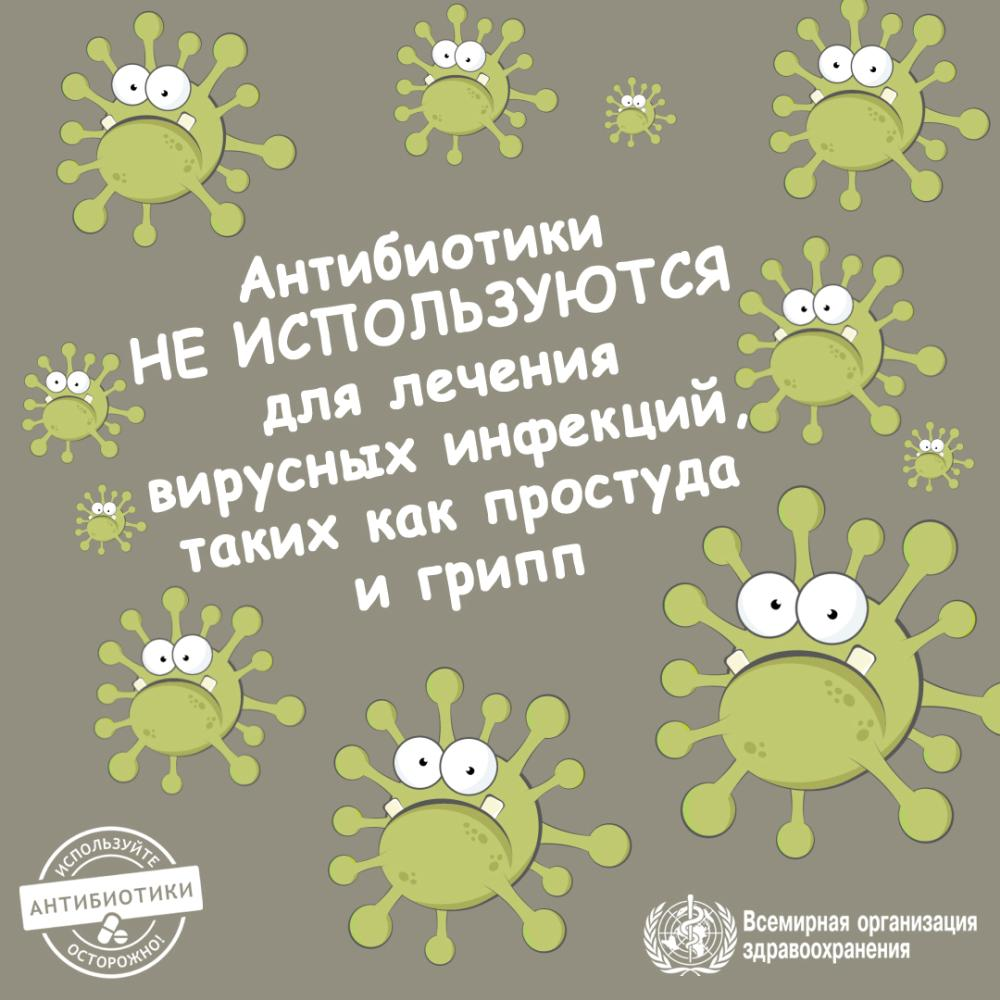 Антибиотики
НЕ ИСПОЛЬЗУЮТСЯ
для лечения
вирусных инфекций,
таких как простуда
и грипп
ИСПОЛЬЗУЙТЕ
АНТИБИОТИКИ
ОСТОРОЖНО!
Всемирная организация
здравоохранения